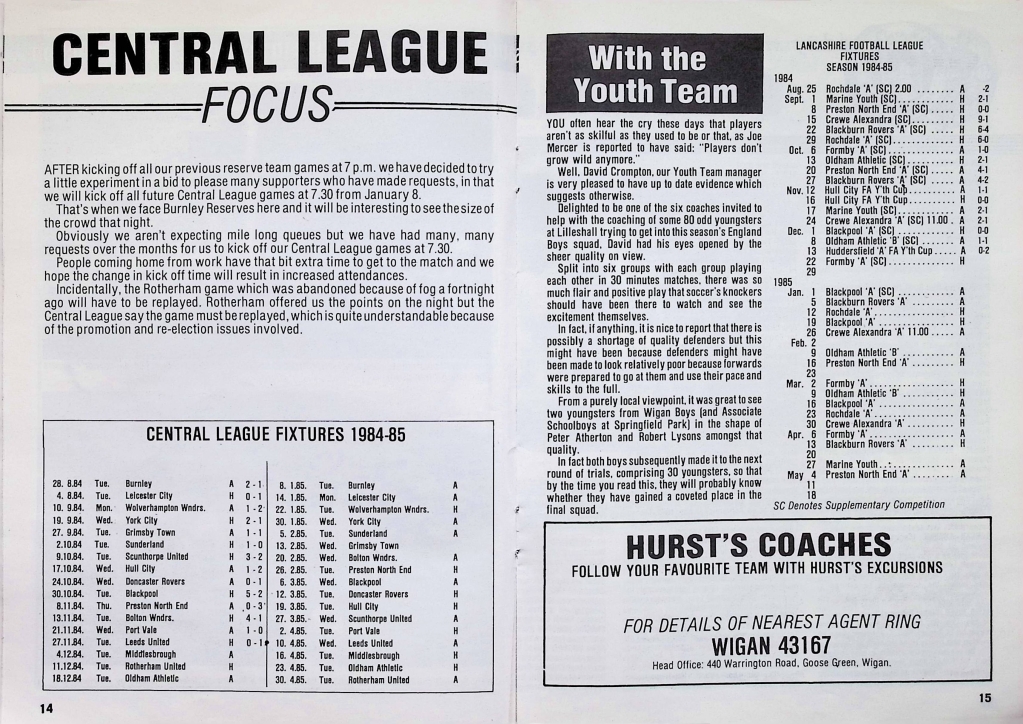 CENTRAL LEAGUE
FOCUS
AFTER kicking off all our previous reserve team games at 7 p.m. we have decided to try
a little experiment in a bid to please many supporters who have made requests, in that
we will kick off all future Central League games at 7.30 from January 8.
That's when we face Burnley Reserves here and it will be interesting to see the size of
the crowd that night.
Obviously we aren't expecting mile long queues but we have had many, many
requests over the months for us to kick off our Central League games at 7.30.
People coming home from work have that bit extra time to get to the match and we
hope the change in kick off time will result in increased attendances.
Incidentally, the Rotherham game which was abandoned because of fog a fortnight
ago will have to be replayed. Rotherham offered us the points on the night but the
Central League say the game must be replayed, which is quite understandable because
of the promotion and re-election issues involved.
CENTRAL LEAGUE FIXTURES 1984-85
28. 8.84 Tue. Burnley A 2 - 1
4. 8.84. Tue. Leicester City H 0 - 1
10. 9.84. Mon. Wolverhampton Wndrs. A 1 - 2
19. 9.84. Wed. York City H 2 - 1
27. 9.84. Tue. Grimsby Town A 1 - 1
2.10.84 Tue. Sunderland H 1 - 0
9.10.84. Tue. Scunthorpe United H 3 - 2
17.10.84. Wed. Hull City A 1 - 2
24.10.84. Wed. Doncaster Rovers A 0 - 1
30.10.84. Tue. Blackpool H 5 - 2
8.11.84. Thu. Preston North End A 0 - 3
13.11.84. Tue. Bolton Wndrs. H 4 - 1
21.11.84. Wed. Port Vale A 1 - 0
27.11.84. Tue. Leeds United H 0 - 1
4.12.84. Tue. Middlesbrough A
11.12.84. Tue. Rotherham United H
18.12.84 Tue. Oldham Athletic A
8. 1.85. Tue. Burnley A
14. 1.85. Mon. Leicester City A
22. 1.85. Tue. Wolverhampton Wndrs. H
30. 1.85. Wed. York City A
5. 2.85. Tue. Sunderland A
13. 2.85. Wed. Grimsby Town
20. 2.85. Wed. Bolton Wndrs. A
26. 2.85. Tue. Preston North End H
6. 3.85. Wed. Blackpool A
12. 3.85. Tue. Doncaster Rovers H
19. 3.85. Tue. Hull City H
27. 3.85. Wed. Scunthorpe United A
2. 4.85. Tue. Port Vale H
10. 4.85. Wed. Leeds United A
16. 4.85. Tue. Middlesbrough H
23. 4.85. Tue. Oldham Athletic H
30. 4.85. Tue. Rotherham United A
14
With the
Youth Team
YOU often hear the cry these days that players
aren't as skilful as they used to be or that, as Joe
Mercer is reported to have said: "Players don't
grow wild anymore."
Well, David Crompton, our Youth Team manager
is very pleased to have up to date evidence which
suggests otherwise.
Delighted to be one of the six coaches invited to
help with the coaching of some 80 odd youngsters
at Lilleshall trying to get into this season's England
Boys squad, David had his eyes opened by the
sheer quality on view.
Split into six groups with each group playing
each other in 30 minutes matches, there was so
much flair and positive play that soccer's knockers
should have been there to watch and see the
excitement themselves.
In fact, if anything, it is nice to report that there is
possibly a shortage of quality defenders but this
might have been because defenders might have
been made to look relatively poor because forwards
were prepared to go at them and use their pace and
skills to the full.
From a purely local viewpoint, it was great to see
two youngsters from Wigan Boys (and Associate
Schoolboys at Springfield Park) in the shape of
Peter Atherton and Robert Lysons amongst that
quality.
In fact both boys subsequently made it to the next
round of trials, comprising 30 youngsters, so that
by the time you read this, they will probably know
whether they have gained a coveted place in the
final squad.
LANCASHIRE FOOTBALL LEAGUE
FIXTURES
SEASON 1984-85
1984
Aug. 25 Rochdale 'A' (SC) 2.00 ........ A -2
Sept. 1 Marine Youth (SC)............ H 2-1
8 Preston North End 'A' (SC) ..... H 0-0
15 Crewe Alexandra (SC)......... H 9-1
22 Blackburn Rovers 'A' (SC) ..... H 6-4
29 Rochdale 'A' (SC)............. H 6-0
Oct. 6 Formby 'A' (SC) .............. A 1-0
13 Oldham Athletic (SC).......... H 2-1
20 Preston North End 'A' (SC) ..... A 4-1
27 Blackburn Rovers 'A' (SC) ..... A 4-2
Nov. 12 Hull City FA Y'th Cup.......... A 1-1
16 Hull City FA Y'th Cup.......... H 0-0
17 Marine Youth (SC)............ A 2-1
24 Crewe Alexandra 'A' (SC) 11.00 . A 2-1
Dec. 1 Blackpool 'A' (SC) ............ H 0-0
8 Oldham Athletic 'B' (SC) ....... A 1-1
13 Huddersfield 'A' FA Y'th Cup ..... A 0-2
22 Formby 'A' (SC).............. H
29
1985
Jan. 1 Blackpool 'A' (SC) ............ A
5 Blackburn Rovers 'A' .......... A
12 Rochdale 'A'................. H
19 Blackpool 'A' ................ H
26 Crewe Alexandra 'A' 11.00 ..... A
Feb. 2
9 Oldham Athletic 'B' ........... A
16 Preston North End 'A' ......... H
23
Mar. 2 Formby 'A'.................. H
9 Oldham Athletic 'B' ........... H
16 Blackpool 'A' ................ A
23 Rochdale 'A'................. A
30 Crewe Alexandra 'A' ........... H
Apr. 6 Formby 'A'.................. A
13 Blackburn Rovers 'A' .......... H
20
27 Marine Youth................ A
May 4 Preston North End 'A' ......... A
11
18
SC Denotes Supplementary Competition
HURST'S COACHES
FOLLOW YOUR FAVOURITE TEAM WITH HURST'S EXCURSIONS
FOR DETAILS OF NEAREST AGENT RING
WIGAN 43167
Head Office: 440 Warrington Road, Goose Green, Wigan.
15